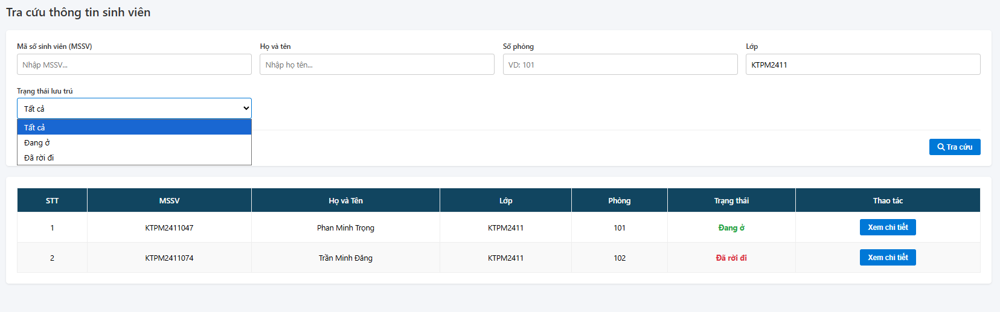 Tra cứu thông tin sinh viên
Mã số sinh viên (MSSV) Họ và tên Số phòng Lớp
Nhập MSSV... Nhập họ tên... VD: 101 KTPM2411
Trạng thái lưu trú
Tất cả
Tất cả
Đang ở
Tra cứu
Đã rời đi
STT MSSV Họ và Tên Lớp Phòng Trạng thái Thao tác
1 KTPM2411047 Phan Minh Trọng KTPM2411 101 Đang ở Xem chi tiết
2 KTPM2411074 Trần Minh Đăng KTPM2411 102 Đã rời đi Xem chi tiết